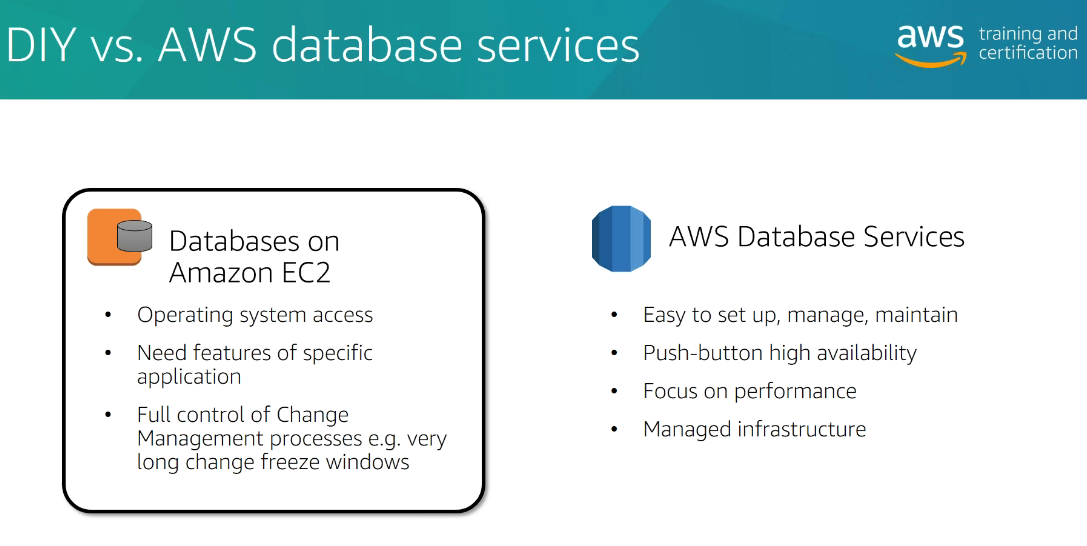 DIY vs. AWS database services
aws training and
certification
Databases on
Amazon EC2
• Operating system access
• Need features of specific
application
• Full control of Change
Management processes e.g. very
long change freeze windows
AWS Database Services
• Easy to set up, manage, maintain
• Push-button high availability
• Focus on performance
• Managed infrastructure